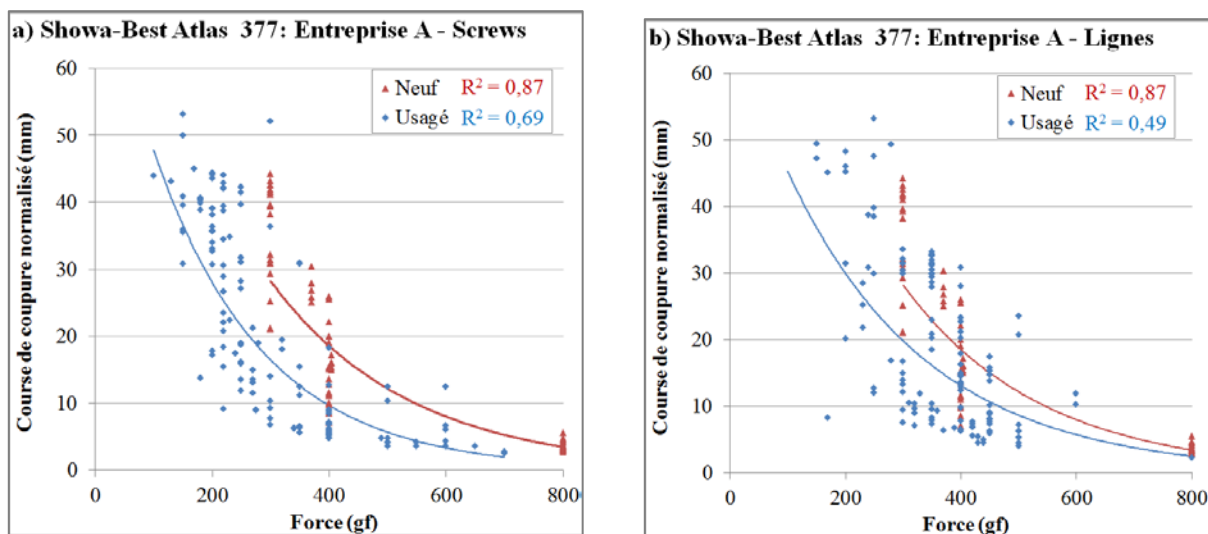 a) Showa-Best Atlas 377: Entreprise A - Screws
60
50
40
30
20
10
0
Course de coupure normalisé (mm)
Neuf R² = 0,87
Usagé R² = 0,69
0 200 400 600 800
Force (gf)
b) Showa-Best Atlas 377: Entreprise A - Lignes
60
50
40
30
20
10
0
Course de coupure normalisé (mm)
Neuf R² = 0,87
Usagé R² = 0,49
0 200 400 600 800
Force (gf)